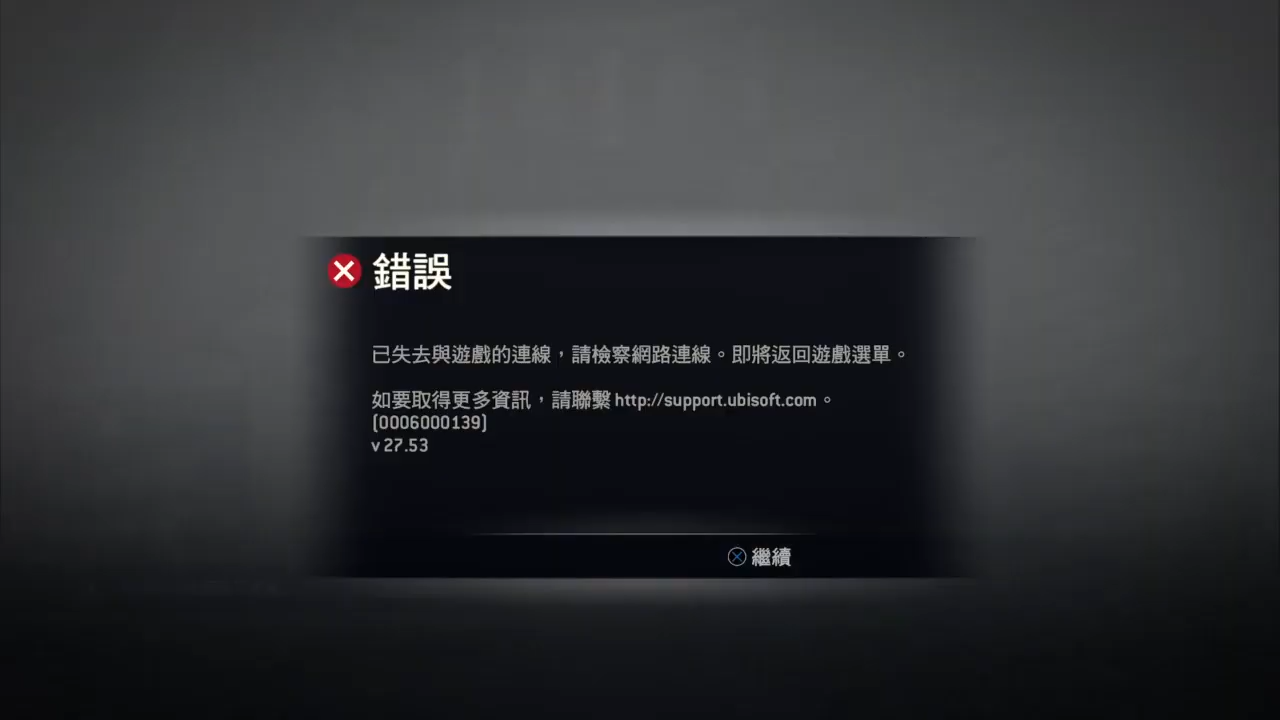 錯誤
已失去與遊戲的連線，請檢察網路連線。即將返回遊戲選單。
如要取得更多資訊，請聯繫 http://support.ubisoft.com。
[0006000139]
v 27.53
繼續